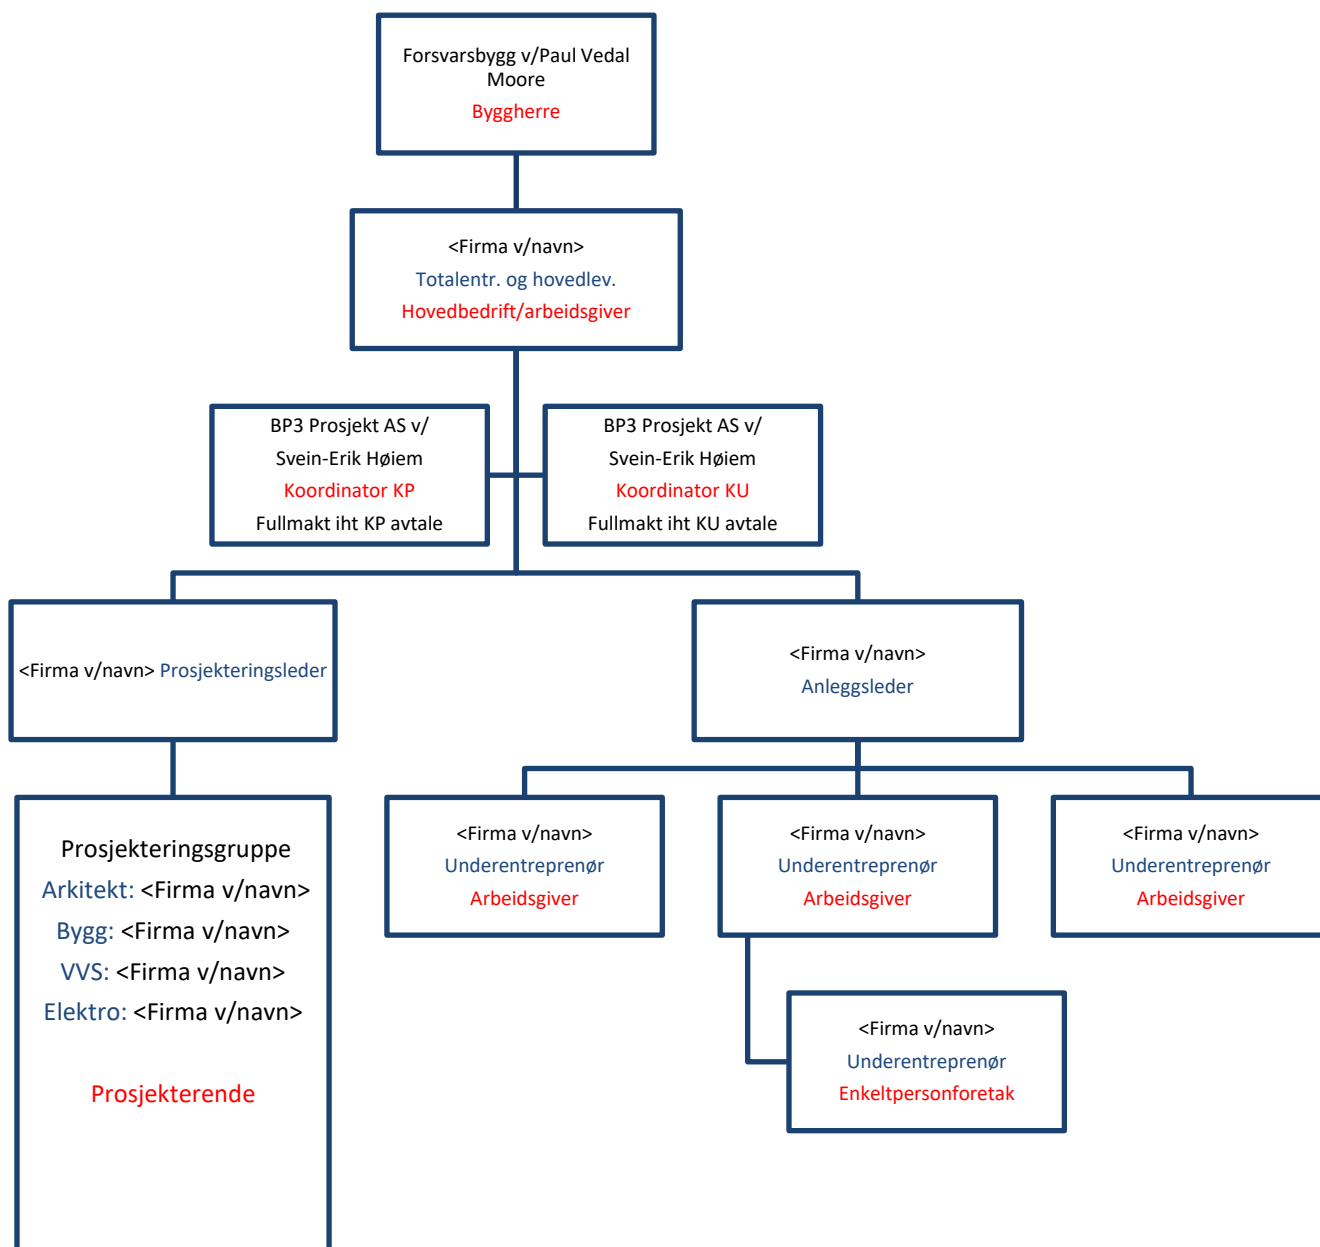 Forsvarsbygg v/Paul Vedal
Moore
Byggherre
<Firma v/navn>
Totalentr. og hovedlev.
Hovedbedrift/arbeidsgiver
BP3 Prosjekt AS v/
Svein-Erik Høiem
Koordinator KP
Fullmakt iht KP avtale
BP3 Prosjekt AS v/
Svein-Erik Høiem
Koordinator KU
Fullmakt iht KU avtale
<Firma v/navn> Prosjekteringsleder
<Firma v/navn>
Anleggsleder
Prosjekteringsgruppe
Arkitekt: <Firma v/navn>
Bygg: <Firma v/navn>
VVS: <Firma v/navn>
Elektro: <Firma v/navn>
Prosjekterende
<Firma v/navn>
Underentreprenør
Arbeidsgiver
<Firma v/navn>
Underentreprenør
Arbeidsgiver
<Firma v/navn>
Underentreprenør
Arbeidsgiver
<Firma v/navn>
Underentreprenør
Enkeltpersonforetak